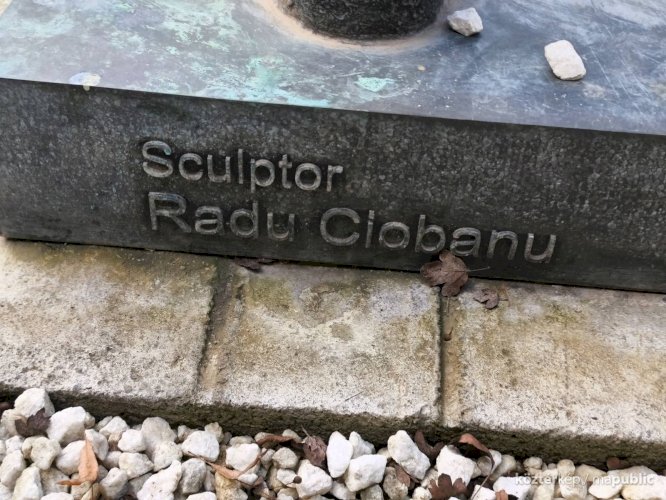 Sculptor
Radu Ciobanu
köztérkép mapublic